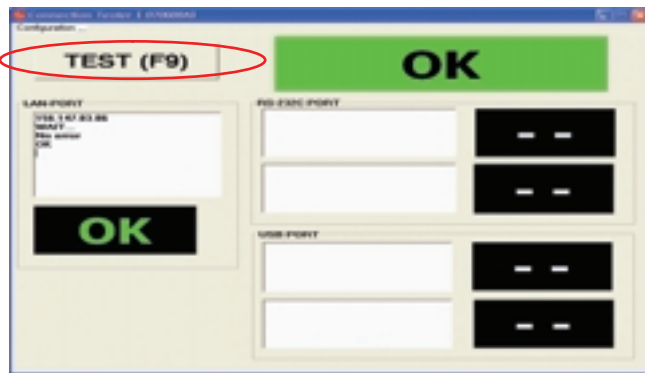 Configuration ...
TEST (F9)
OK
LAN-PORT
WAIT...
No error
OK
OK
RS-232C PORT
- -
- -
USB PORT
- -
- -